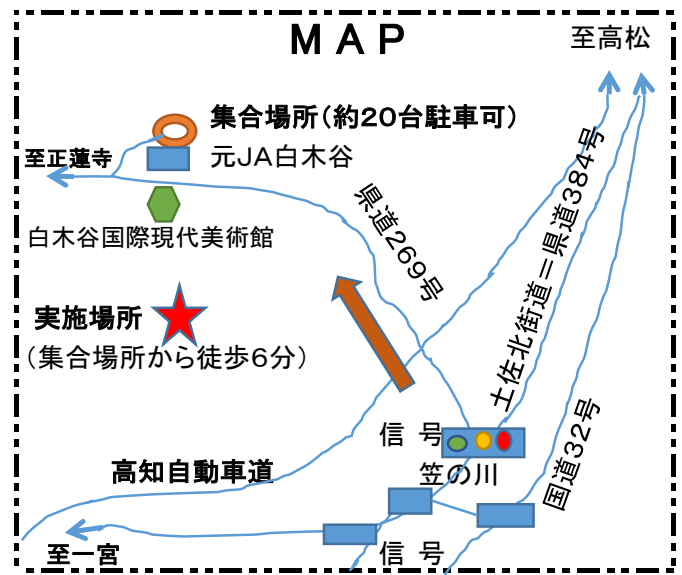 MAP
至高松
集合場所(約20台駐車可)
元JA白木谷
至正蓮寺
白木谷国際現代美術館
県道269号
土佐北街道=県道384号
実施場所
(集合場所から徒歩6分)
信 号
笠の川
国道32号
高知自動車道
至一宮
信 号